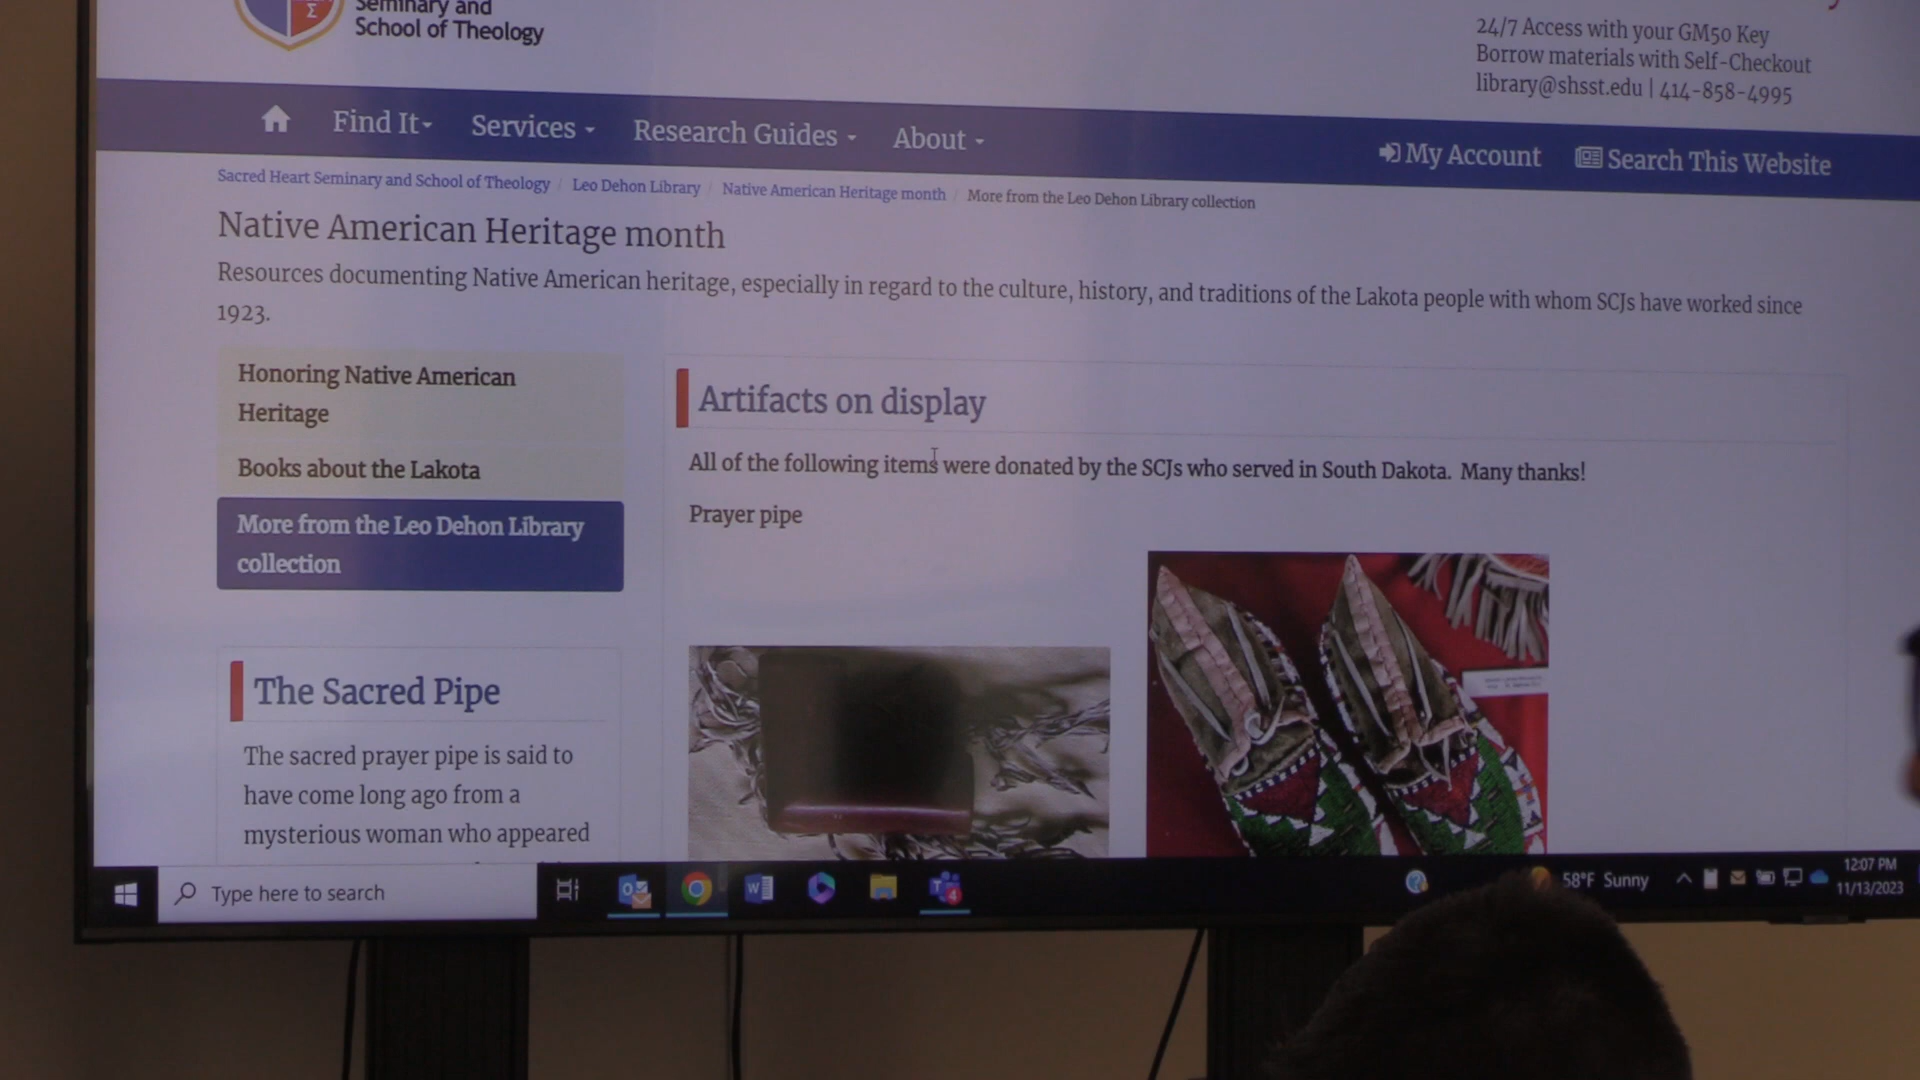 Seminary and
School of Theology
24/7 Access with your GM50 Key
Borrow materials with Self-Checkout
library@shsst.edu | 414-858-4995
Find It
Services
Research Guides
About
My Account
Search This Website
Sacred Heart Seminary and School of Theology / Leo Dehon Library / Native American Heritage month / More from the Leo Dehon Library collection
Native American Heritage month
Resources documenting Native American heritage, especially in regard to the culture, history, and traditions of the Lakota people with whom SCJs have worked since
1923.
Honoring Native American
Heritage
Books about the Lakota
More from the Leo Dehon Library
collection
The Sacred Pipe
The sacred prayer pipe is said to
have come long ago from a
mysterious woman who appeared
Artifacts on display
All of the following items were donated by the SCJs who served in South Dakota. Many thanks!
Prayer pipe
Type here to search
58°F Sunny
12:07 PM
11/13/2023